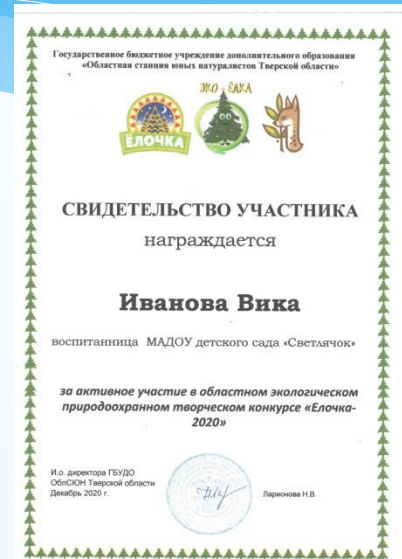 Государственное бюджетное учреждение дополнительного образования
«Областная станция юных натуралистов Тверской области»
ЭКО ЁЛКА
ЁЛОЧКА
СВИДЕТЕЛЬСТВО УЧАСТНИКА
награждается
Иванова Вика
воспитанница МАДОУ детского сада «Светлячок»
за активное участие в областном экологическом
природоохранном творческом конкурсе «Елочка-
2020»
И.о. директора ГБУДО
ОблСЮН Тверской области
Декабрь 2020 г.
Ларионова Н.В.